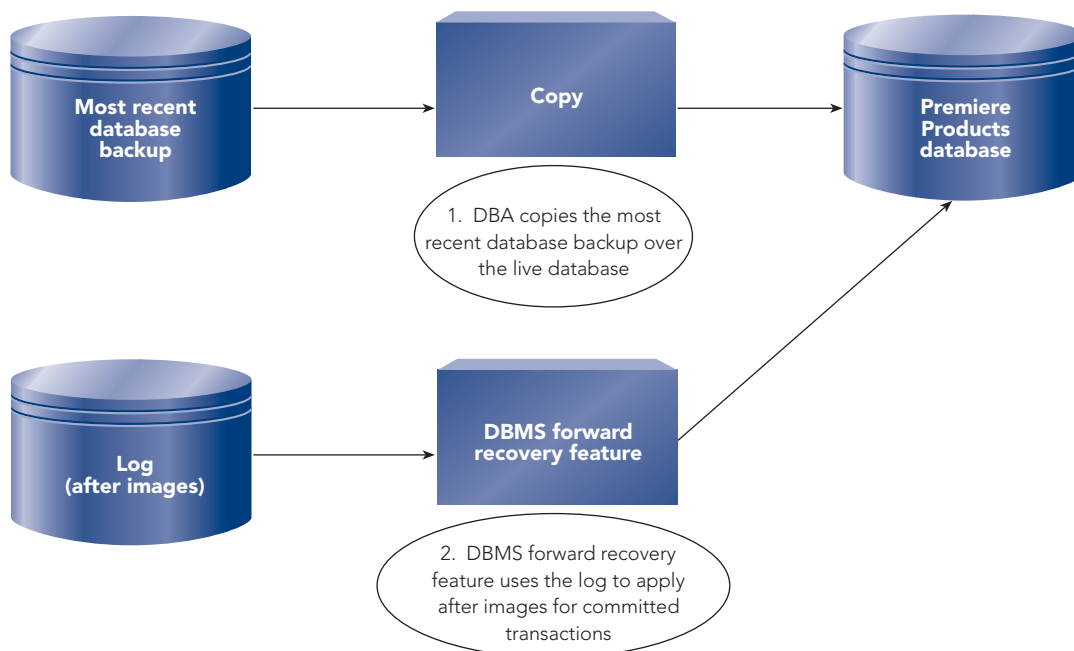 Most recent
database
backup
Copy
Premiere
Products
database
1. DBA copies the most
recent database backup over
the live database
Log
(after images)
DBMS forward
recovery feature
2. DBMS forward recovery
feature uses the log to apply
after images for committed
transactions